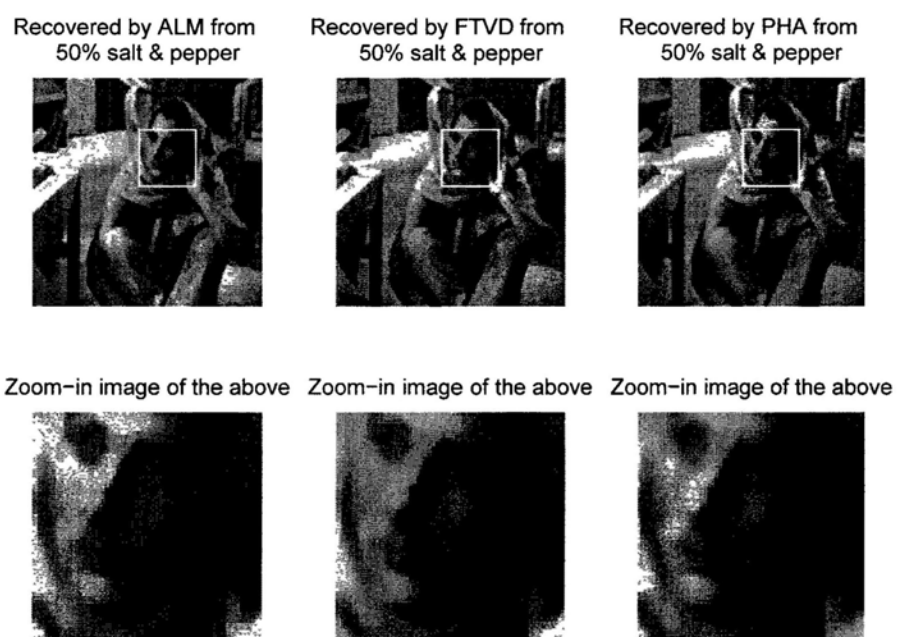 Recovered by ALM from
50% salt & pepper
Recovered by FTVD from
50% salt & pepper
Recovered by PHA from
50% salt & pepper
Zoom−in image of the above
Zoom−in image of the above
Zoom−in image of the above